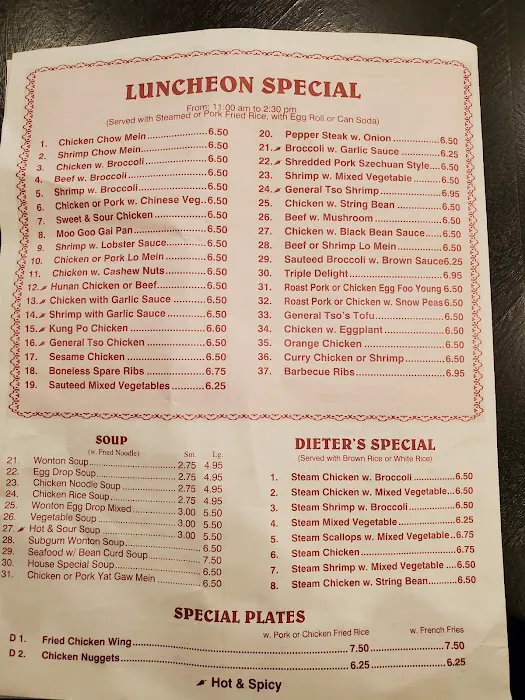 LUNCHEON SPECIAL
From: 11:00 am to 2:30 pm
(Served with Steamed or Pork Fried Rice, with Egg Roll or Can Soda)
1. Chicken Chow Mein 6.50
2. Shrimp Chow Mein 6.50
3. Chicken w. Broccoli 6.50
4. Beef w. Broccoli 6.50
5. Shrimp w. Broccoli 6.50
6. Chicken or Pork w. Chinese Veg. 6.50
7. Sweet & Sour Chicken 6.50
8. Moo Goo Gai Pan 6.50
9. Shrimp w. Lobster Sauce 6.50
10. Chicken or Pork Lo Mein 6.50
11. Chicken w. Cashew Nuts 6.50
12. Hunan Chicken or Beef 6.50
13. Chicken with Garlic Sauce 6.50
14. Shrimp with Garlic Sauce 6.50
15. Kung Po Chicken 6.60
16. General Tso Chicken 6.50
17. Sesame Chicken 6.50
18. Boneless Spare Ribs 6.75
19. Sauteed Mixed Vegetables 6.25
20. Pepper Steak w. Onion 6.50
21. Broccoli w. Garlic Sauce 6.25
22. Shredded Pork Szechuan Style 6.50
23. Shrimp w. Mixed Vegetable 6.50
24. General Tso Shrimp 6.95
25. Chicken w. String Bean 6.50
26. Beef w. Mushroom 6.50
27. Chicken w. Black Bean Sauce 6.50
28. Beef or Shrimp Lo Mein 6.50
29. Sauteed Broccoli w. Brown Sauce 6.25
30. Triple Delight 6.95
31. Roast Pork or Chicken Egg Foo Young 6.50
32. Roast Pork or Chicken w. Snow Peas 6.50
33. General Tso's Tofu 6.50
34. Chicken w. Eggplant 6.50
35. Orange Chicken 6.50
36. Curry Chicken or Shrimp 6.50
37. Barbecue Ribs 6.95
SOUP
(w. Fried Noodle) Sm. Lg.
21. Wonton Soup 2.75 4.95
22. Egg Drop Soup 2.75 4.95
23. Chicken Noodle Soup 2.75 4.95
24. Chicken Rice Soup 2.75 4.95
25. Wonton Egg Drop Mixed 3.00 5.50
26. Vegetable Soup 3.00 5.50
27. Hot & Sour Soup 3.00 5.50
28. Subgum Wonton Soup 6.50
29. Seafood w/ Bean Curd Soup 7.50
30. House Special Soup 6.50
31. Chicken or Pork Yat Gaw Mein 6.50
DIETER'S SPECIAL
(Served with Brown Rice or White Rice)
1. Steam Chicken w. Broccoli 6.50
2. Steam Chicken w. Mixed Vegetable 6.50
3. Steam Shrimp w. Broccoli 6.50
4. Steam Mixed Vegetable 6.25
5. Steam Scallops w. Mixed Vegetable 6.75
6. Steam Chicken 6.75
7. Steam Shrimp w. Mixed Vegetable 6.50
8. Steam Chicken w. String Bean 6.50
SPECIAL PLATES
w. Pork or Chicken Fried Rice w. French Fries
D 1. Fried Chicken Wing 7.50 7.50
D 2. Chicken Nuggets 6.25 6.25
Hot & Spicy